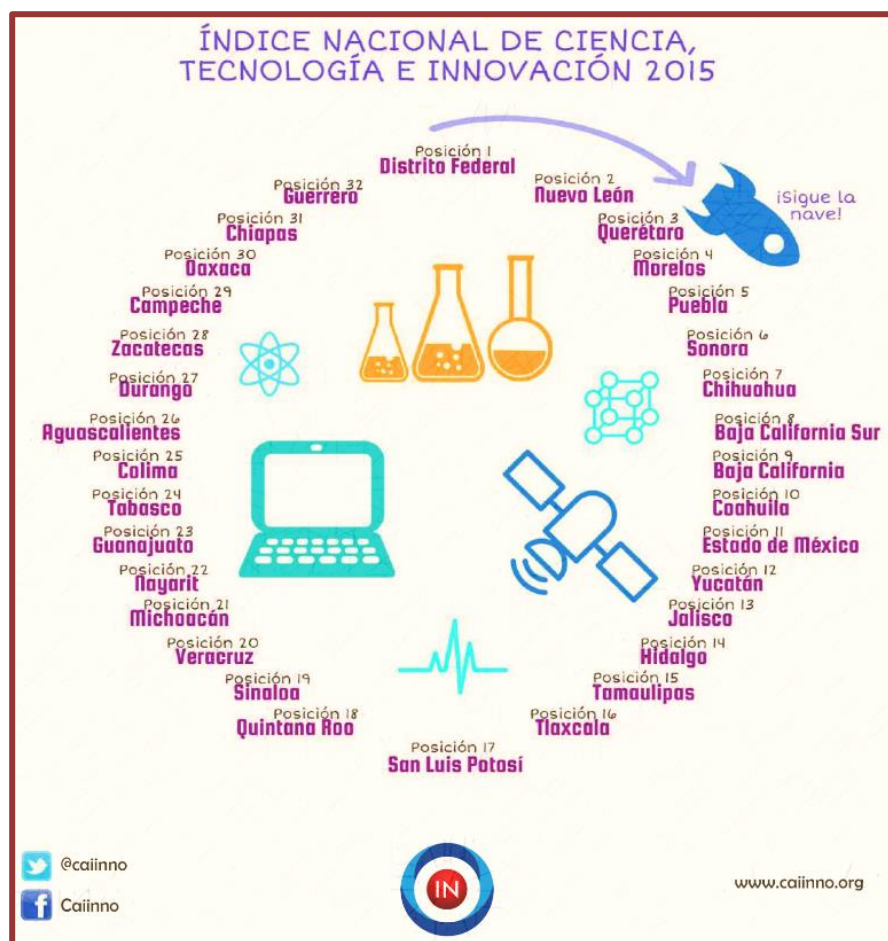 ÍNDICE NACIONAL DE CIENCIA,
TECNOLOGÍA E INNOVACIÓN 2015
Posición 1
Distrito Federal
Posición 2
Nuevo León
Posición 3
Querétaro
Posición 4
Morelos
Posición 5
Puebla
Posición 6
Sonora
Posición 7
Chihuahua
Posición 8
Baja California Sur
Posición 9
Baja California
Posición 10
Coahuila
Posición 11
Estado de México
Posición 12
Yucatán
Posición 13
Jalisco
Posición 14
Hidalgo
Posición 15
Tamaulipas
Posición 16
Tlaxcala
Posición 17
San Luis Potosí
Posición 18
Quintana Roo
Posición 19
Sinaloa
Posición 20
Veracruz
Posición 21
Michoacán
Posición 22
Nayarit
Posición 23
Guanajuato
Posición 24
Tabasco
Posición 25
Colima
Posición 26
Aguascalientes
Posición 27
Durango
Posición 28
Zacatecas
Posición 29
Campeche
Posición 30
Oaxaca
Posición 31
Chiapas
Posición 32
Guerrero
¡Sigue la
nave!
@caiinno
Caiinno
IN
www.caiinno.org